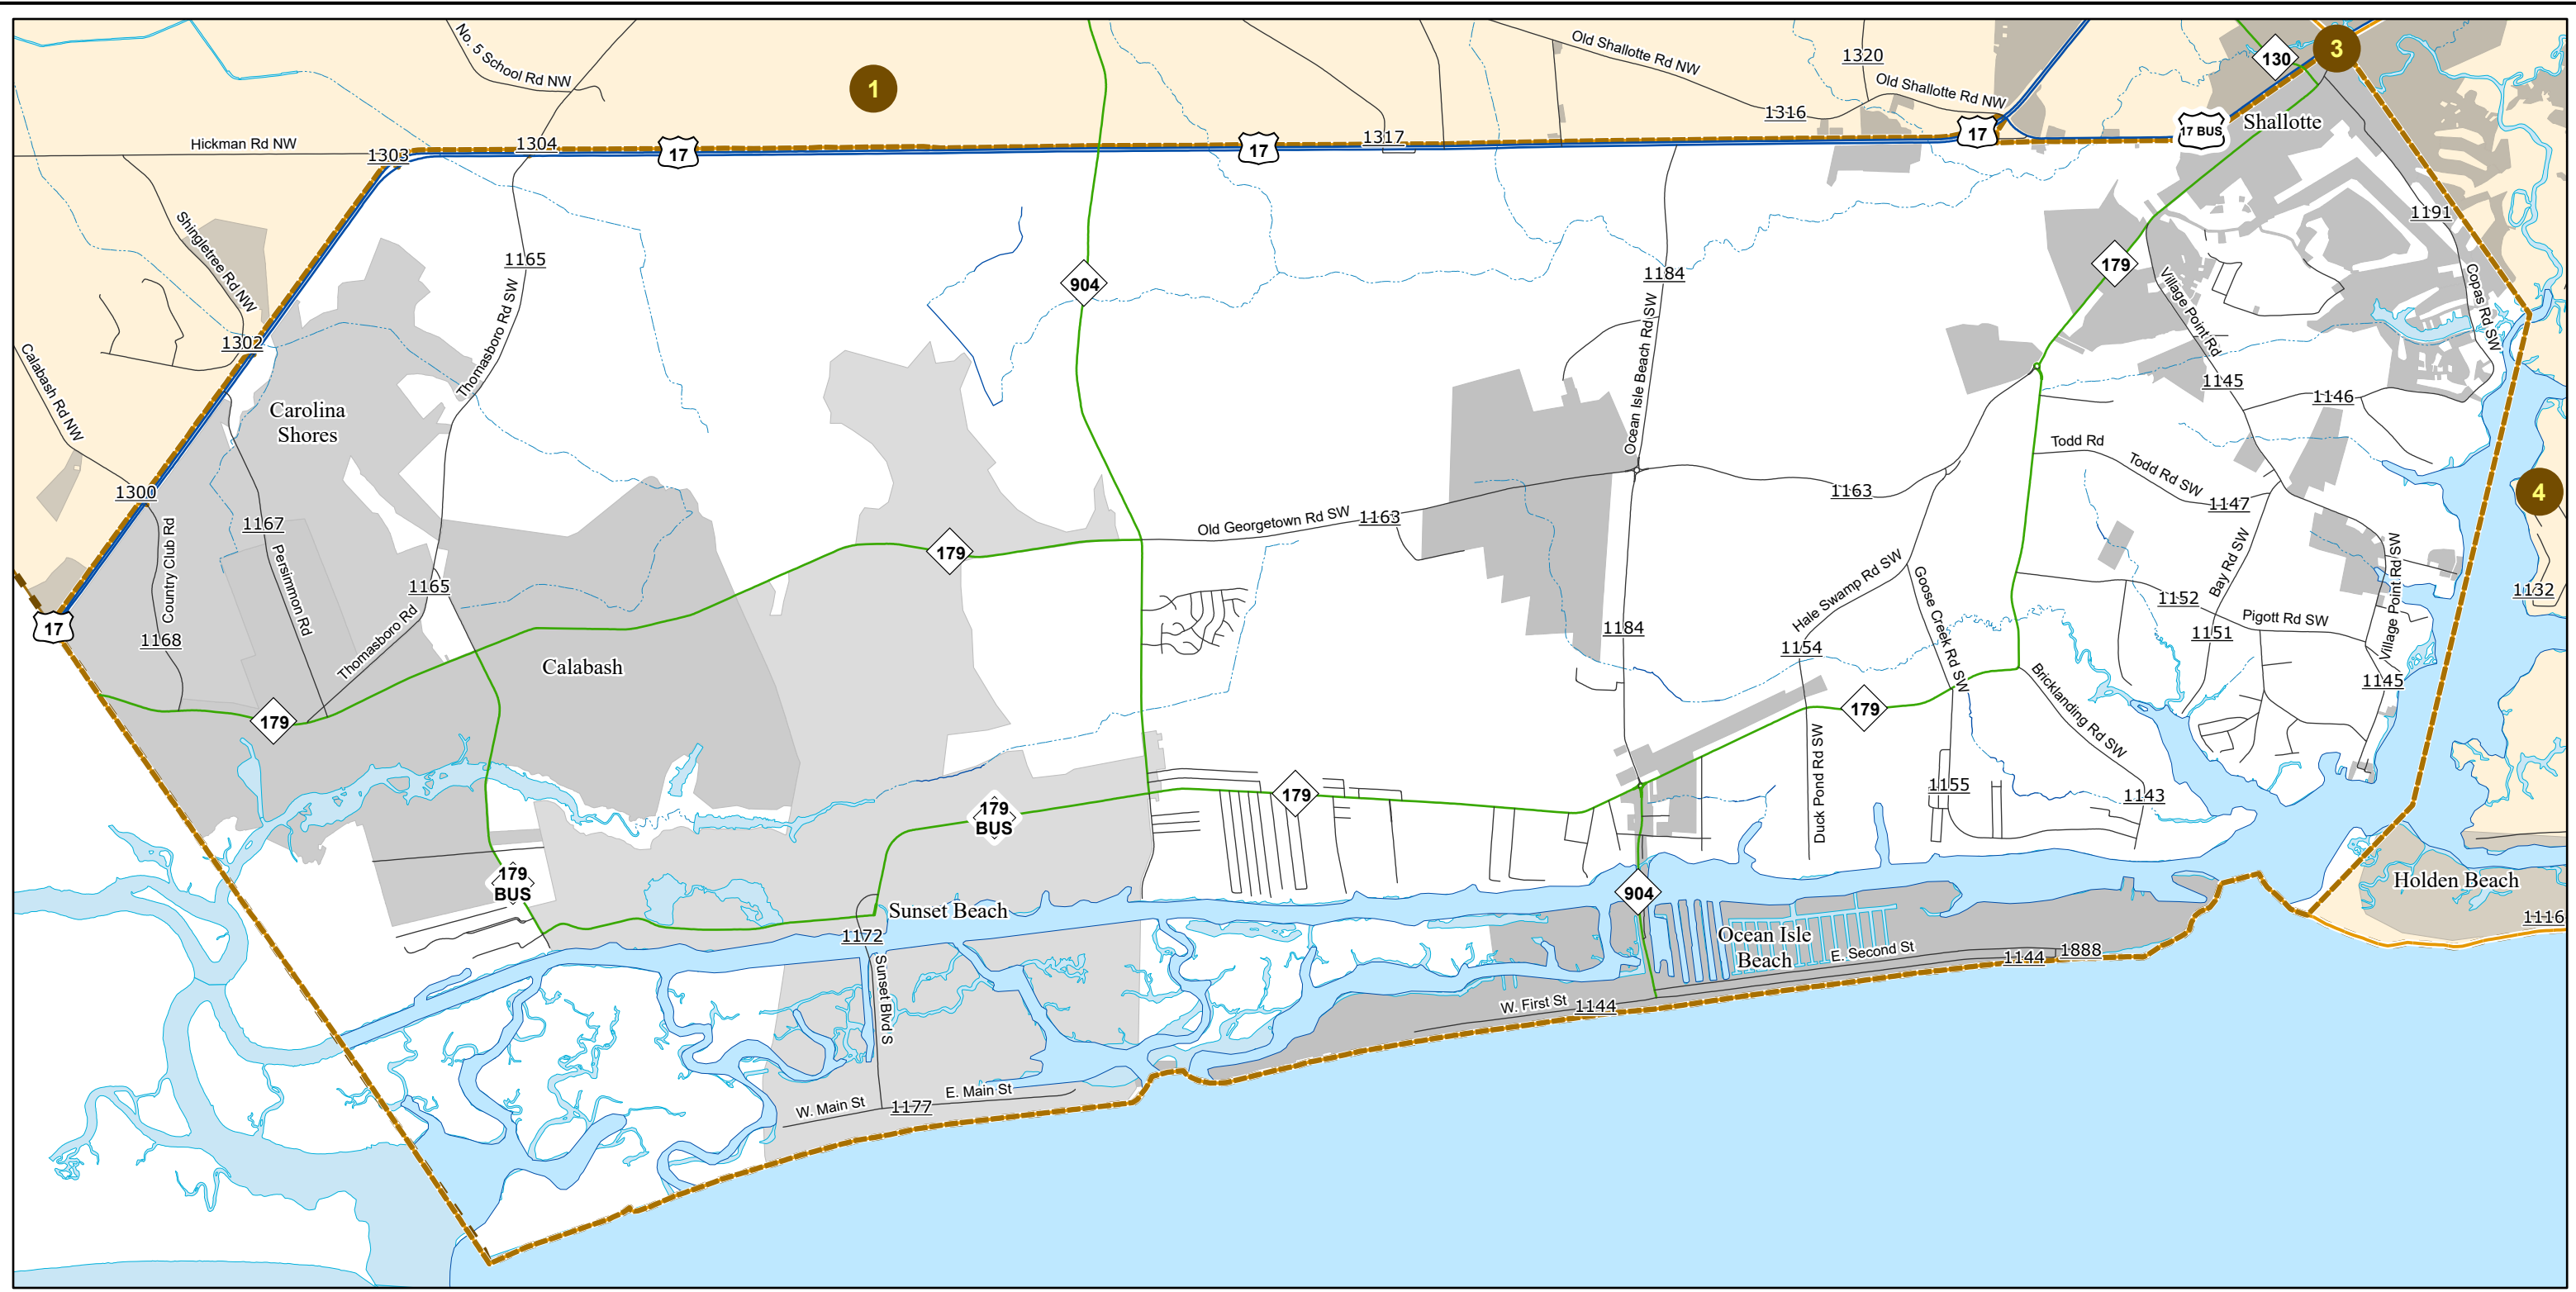 No. 5 School Rd NW
1
Old Shallotte Rd NW
1320
Old Shallotte Rd NW
130
3
Hickman Rd NW
1303
1304
17
17
1317
1316
17
17 BUS
Shallotte
Shingletree Rd NW
1165
Thomasboro Rd SW
904
1184
Ocean Isle Beach Rd SW
179
Village Point Rd
1191
Copas Rd SW
1302
Calabash Rd NW
Carolina
Shores
1145
1146
1300
1167
Country Club Rd
Persimmon Rd
1168
1165
Thomasboro Rd
179
Old Georgetown Rd SW
1163
1163
Todd Rd
Todd Rd SW
1147
4
17
179
Calabash
1184
Hale Swamp Rd SW
1154
Goose Creek Rd SW
Bay Rd SW
1152
1151
Pigott Rd SW
Village Point Rd SW
1145
1132
179
Bricklanding Rd SW
179
BUS
179
BUS
179
Duck Pond Rd SW
1155
1143
904
Holden Beach
1116
Sunset Beach
1172
Sunset Blvd S
Ocean Isle
Beach
E. Second St
1144
1888
W. First St
1144
W. Main St
1177
E. Main St